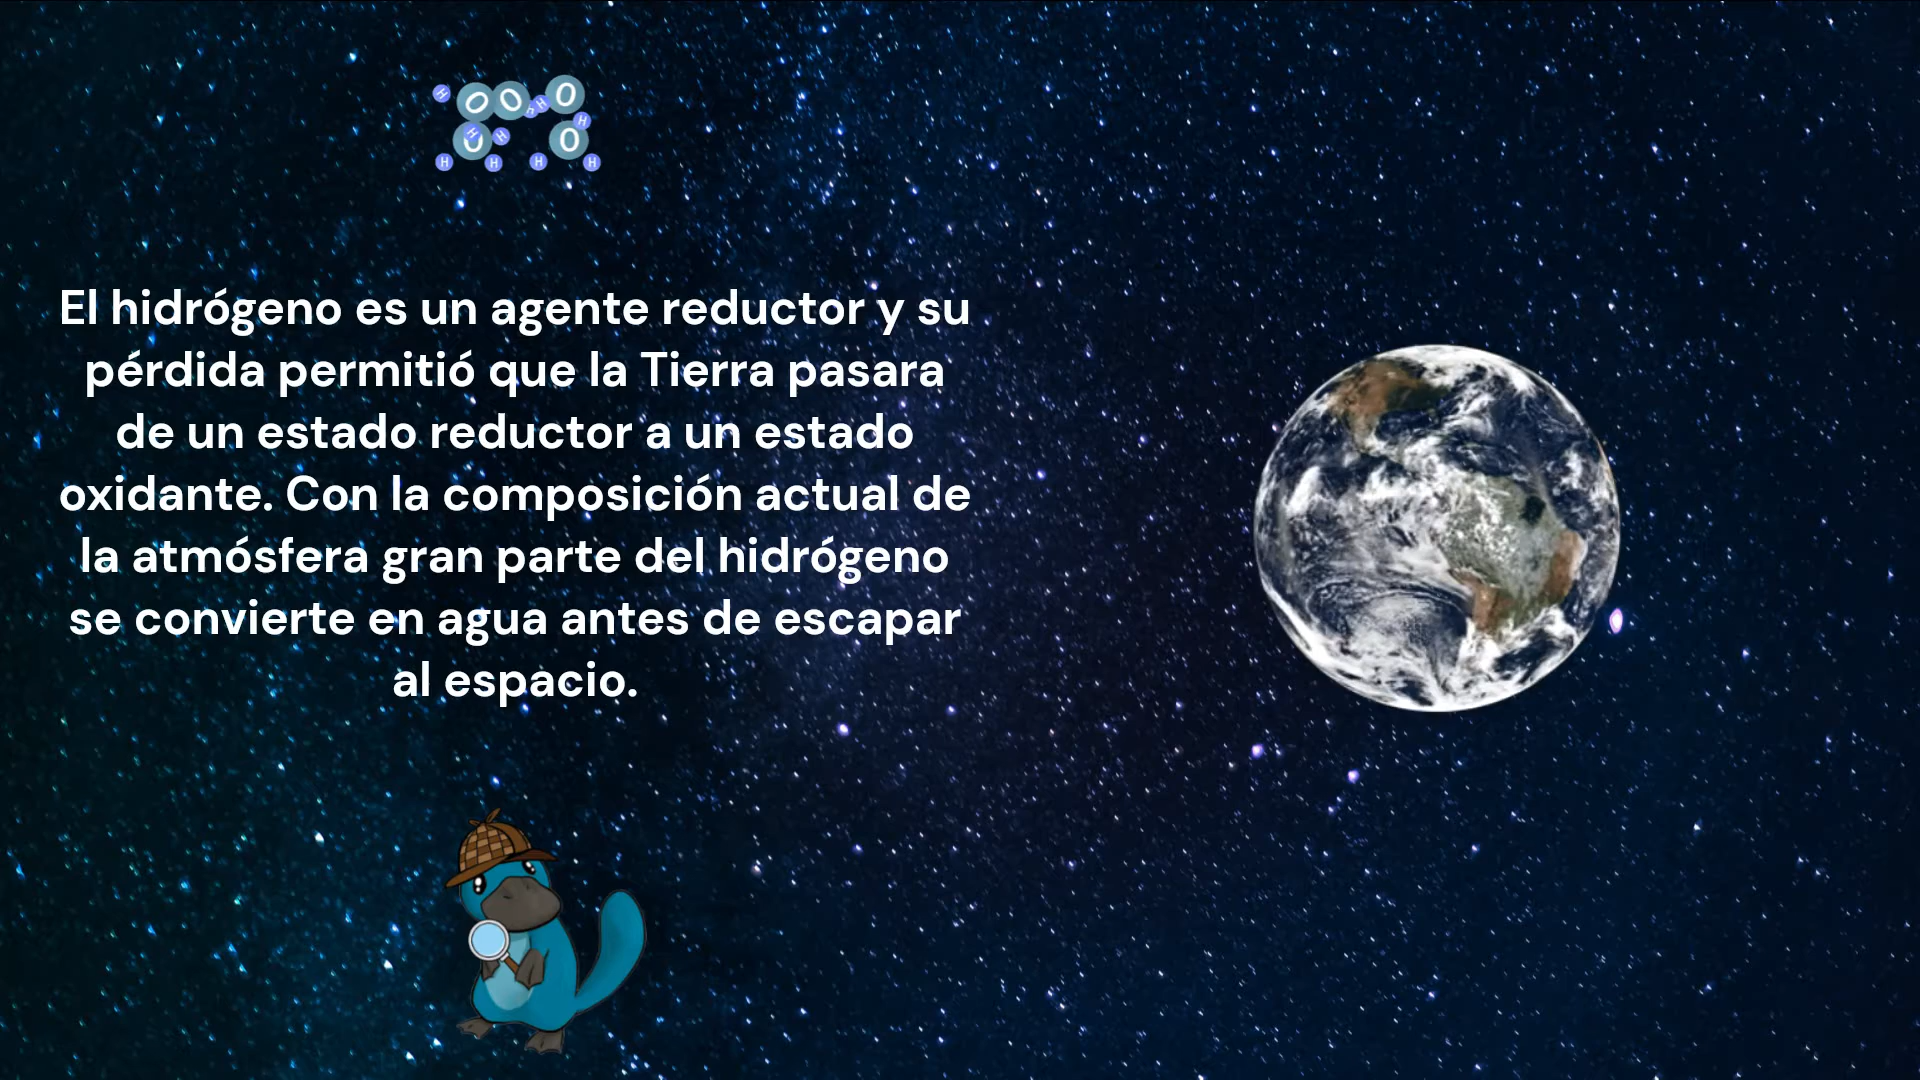 H O O H H O
H O H H H O
H H H H
El hidrógeno es un agente reductor y su
pérdida permitió que la Tierra pasara
de un estado reductor a un estado
oxidante. Con la composición actual de
la atmósfera gran parte del hidrógeno
se convierte en agua antes de escapar
al espacio.